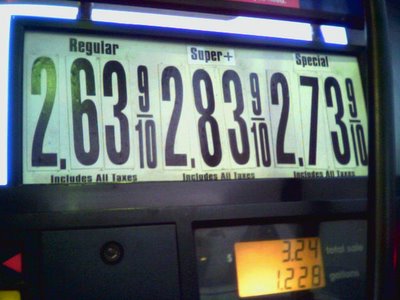 Regular Super+ Special
2.63 9/10 2.83 9/10 2.73 9/10
Includes All Taxes Includes All Taxes Includes All Taxes
$ 3.24 total sale
1.228 gallons